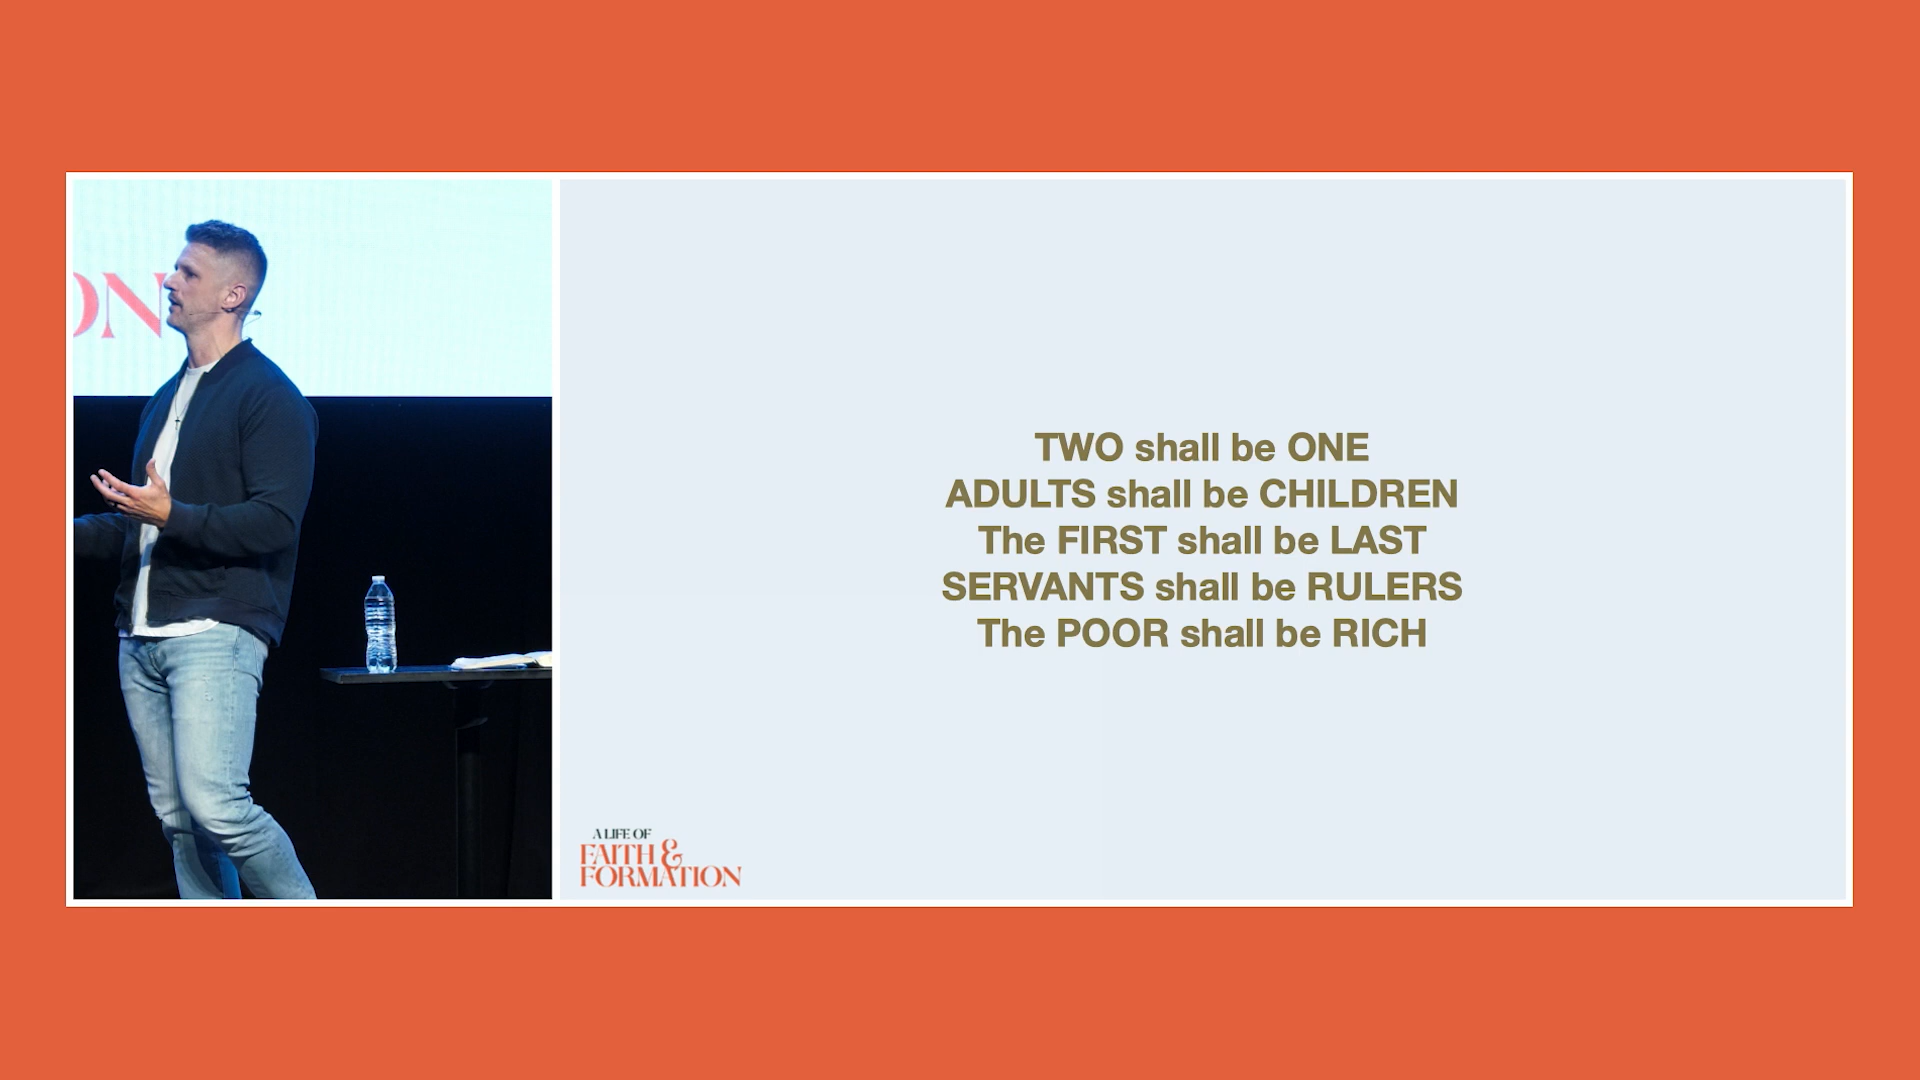 ON
TWO shall be ONE
ADULTS shall be CHILDREN
The FIRST shall be LAST
SERVANTS shall be RULERS
The POOR shall be RICH
A LIFE OF
FAITH &
FORMATION